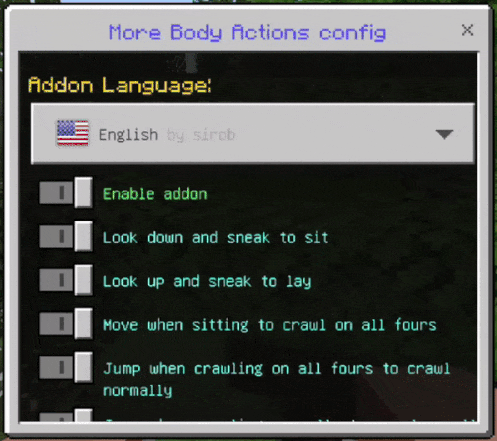 More Body Actions config
Addon Language:
English by sirob
Enable addon
Look down and sneak to sit
Look up and sneak to lay
Move when sitting to crawl on all fours
Jump when crawling on all fours to crawl
normally